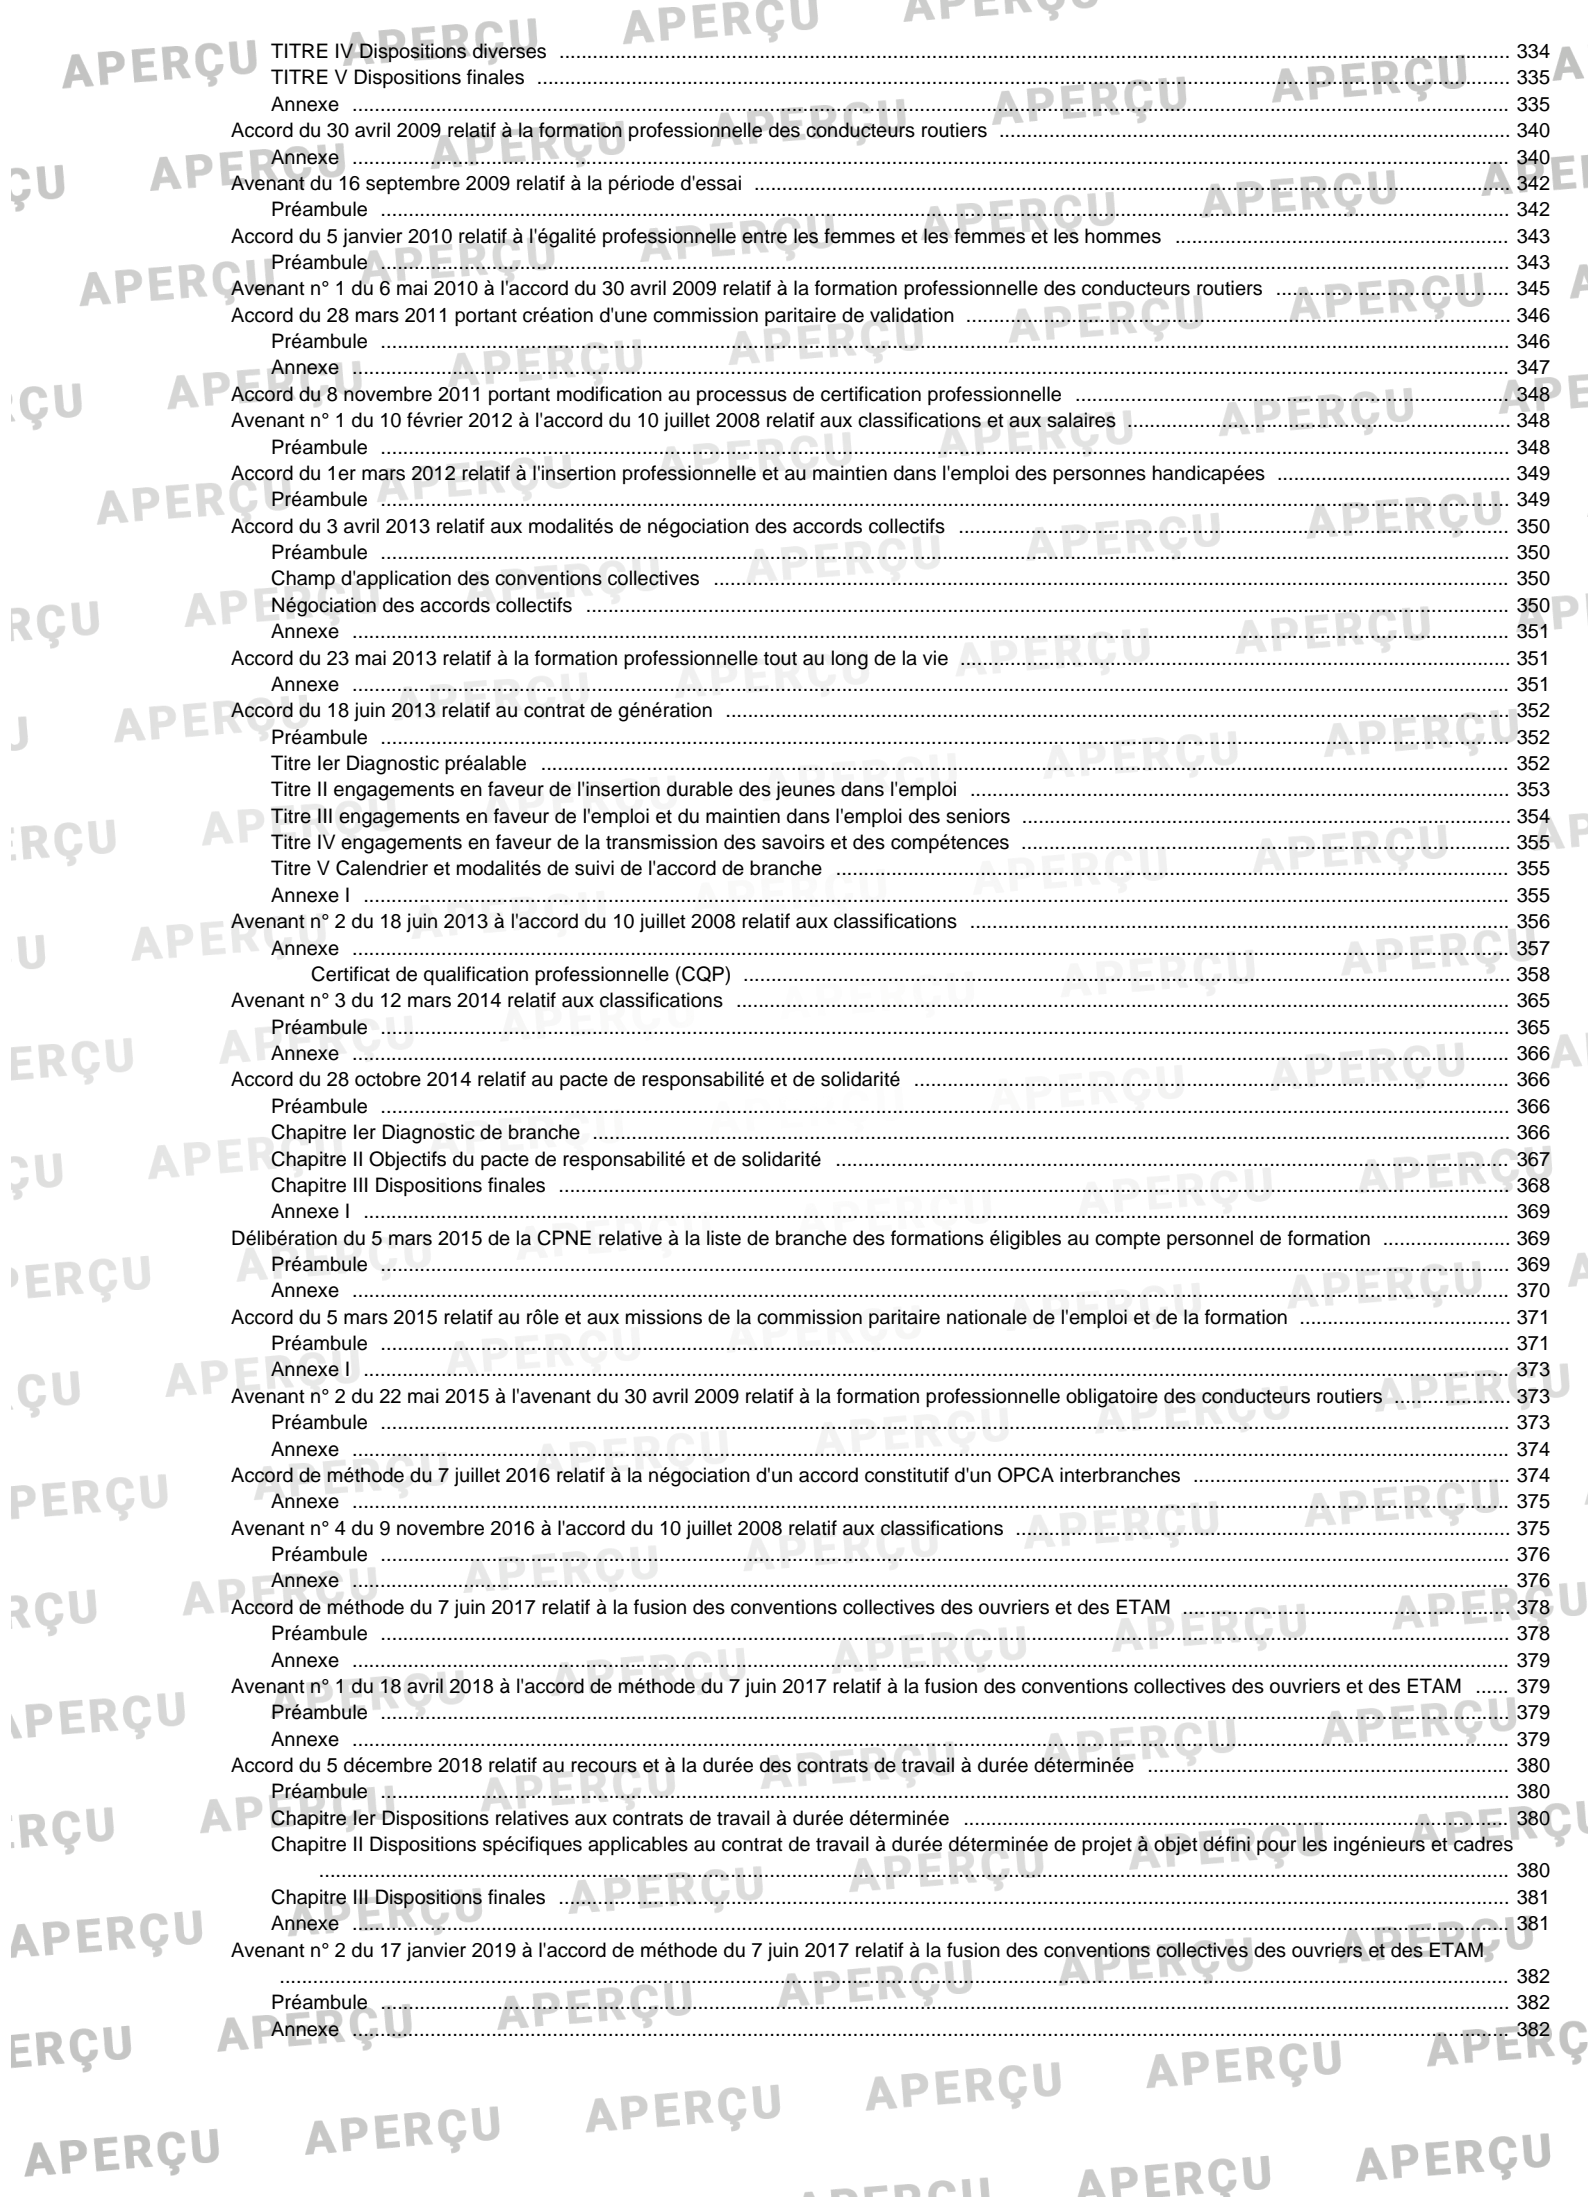 TITRE IV Dispositions diverses ... 334
TITRE V Dispositions finales ... 335
Annexe ... 335
Accord du 30 avril 2009 relatif à la formation professionnelle des conducteurs routiers ... 340
Annexe ... 340
Avenant du 16 septembre 2009 relatif à la période d'essai ... 342
Préambule ... 342
Accord du 5 janvier 2010 relatif à l'égalité professionnelle entre les femmes et les femmes et les hommes ... 343
Préambule ... 343
Avenant n° 1 du 6 mai 2010 à l'accord du 30 avril 2009 relatif à la formation professionnelle des conducteurs routiers ... 345
Accord du 28 mars 2011 portant création d'une commission paritaire de validation ... 346
Préambule ... 346
Annexe ... 347
Accord du 8 novembre 2011 portant modification au processus de certification professionnelle ... 348
Avenant n° 1 du 10 février 2012 à l'accord du 10 juillet 2008 relatif aux classifications et aux salaires ... 348
Préambule ... 348
Accord du 1er mars 2012 relatif à l'insertion professionnelle et au maintien dans l'emploi des personnes handicapées ... 349
Préambule ... 349
Accord du 3 avril 2013 relatif aux modalités de négociation des accords collectifs ... 350
Préambule ... 350
Champ d'application des conventions collectives ... 350
Négociation des accords collectifs ... 350
Annexe ... 351
Accord du 23 mai 2013 relatif à la formation professionnelle tout au long de la vie ... 351
Annexe ... 351
Accord du 18 juin 2013 relatif au contrat de génération ... 352
Préambule ... 352
Titre Ier Diagnostic préalable ... 352
Titre II engagements en faveur de l'insertion durable des jeunes dans l'emploi ... 353
Titre III engagements en faveur de l'emploi et du maintien dans l'emploi des seniors ... 354
Titre IV engagements en faveur de la transmission des savoirs et des compétences ... 355
Titre V Calendrier et modalités de suivi de l'accord de branche ... 355
Annexe I ... 355
Avenant n° 2 du 18 juin 2013 à l'accord du 10 juillet 2008 relatif aux classifications ... 356
Annexe ... 357
Certificat de qualification professionnelle (CQP) ... 358
Avenant n° 3 du 12 mars 2014 relatif aux classifications ... 365
Préambule ... 365
Annexe ... 366
Accord du 28 octobre 2014 relatif au pacte de responsabilité et de solidarité ... 366
Préambule ... 366
Chapitre Ier Diagnostic de branche ... 366
Chapitre II Objectifs du pacte de responsabilité et de solidarité ... 367
Chapitre III Dispositions finales ... 368
Annexe I ... 369
Délibération du 5 mars 2015 de la CPNE relative à la liste de branche des formations éligibles au compte personnel de formation ... 369
Préambule ... 369
Annexe ... 370
Accord du 5 mars 2015 relatif au rôle et aux missions de la commission paritaire nationale de l'emploi et de la formation ... 371
Préambule ... 371
Annexe I ... 373
Avenant n° 2 du 22 mai 2015 à l'avenant du 30 avril 2009 relatif à la formation professionnelle obligatoire des conducteurs routiers ... 373
Préambule ... 373
Annexe ... 374
Accord de méthode du 7 juillet 2016 relatif à la négociation d'un accord constitutif d'un OPCA interbranches ... 374
Annexe ... 375
Avenant n° 4 du 9 novembre 2016 à l'accord du 10 juillet 2008 relatif aux classifications ... 375
Préambule ... 376
Annexe ... 376
Accord de méthode du 7 juin 2017 relatif à la fusion des conventions collectives des ouvriers et des ETAM ... 378
Préambule ... 378
Annexe ... 379
Avenant n° 1 du 18 avril 2018 à l'accord de méthode du 7 juin 2017 relatif à la fusion des conventions collectives des ouvriers et des ETAM ... 379
Préambule ... 379
Annexe ... 379
Accord du 5 décembre 2018 relatif au recours et à la durée des contrats de travail à durée déterminée ... 380
Préambule ... 380
Chapitre Ier Dispositions relatives aux contrats de travail à durée déterminée ... 380
Chapitre II Dispositions spécifiques applicables au contrat de travail à durée déterminée de projet à objet défini pour les ingénieurs et cadres
... 380
Chapitre III Dispositions finales ... 381
Annexe ... 381
Avenant n° 2 du 17 janvier 2019 à l'accord de méthode du 7 juin 2017 relatif à la fusion des conventions collectives des ouvriers et des ETAM
... 382
Préambule ... 382
Annexe ... 382
APERÇU